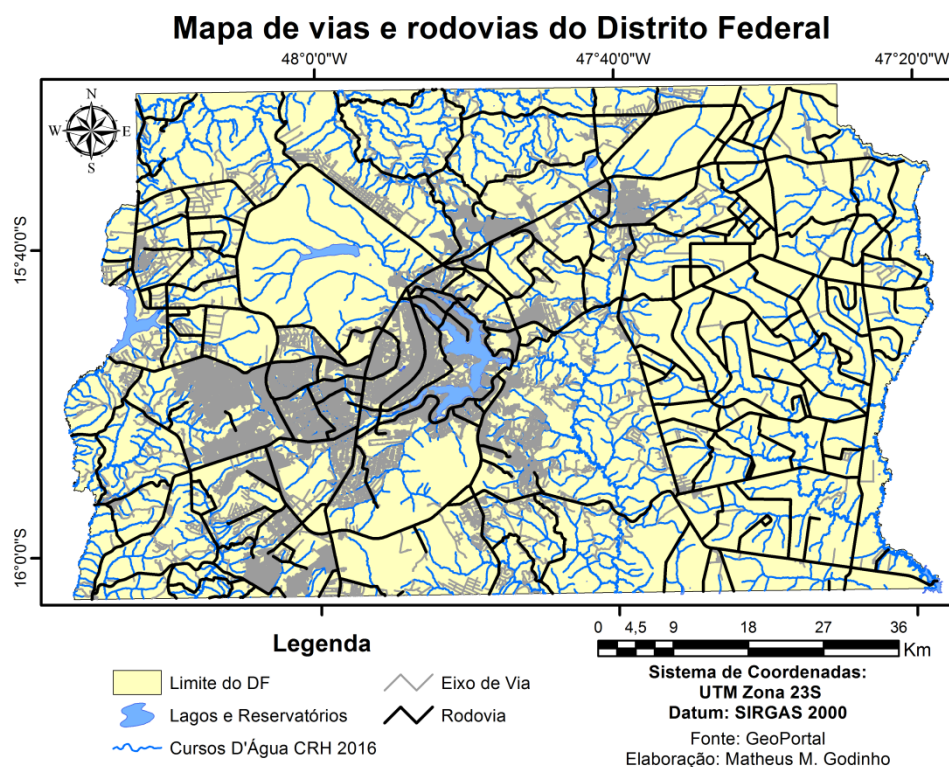 Mapa de vias e rodovias do Distrito Federal
48°0'0"W 47°40'0"W 47°20'0"W
N
W E
S
15°40'0"S
16°0'0"S
Legenda
Limite do DF
Eixo de Via
Lagos e Reservatórios
Rodovia
Cursos D'Água CRH 2016
0 4,5 9 18 27 36
Km
Sistema de Coordenadas:
UTM Zona 23S
Datum: SIRGAS 2000
Fonte: GeoPortal
Elaboração: Matheus M. Godinho